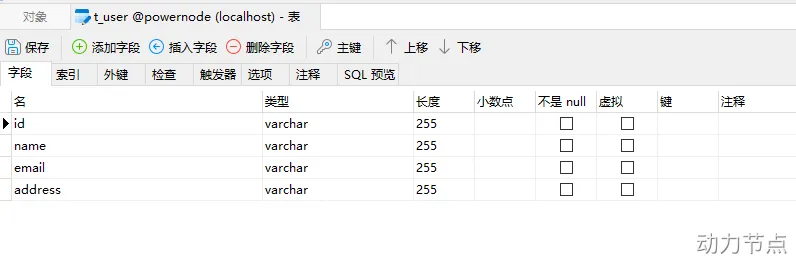 对象 t_user @powernode (localhost) - 表
保存 添加字段 插入字段 删除字段 主键 上移 下移
字段 索引 外键 检查 触发器 选项 注释 SQL 预览
名 类型 长度 小数点 不是 null 虚拟 键 注释
id varchar 255
name varchar 255
email varchar 255
address varchar 255
动力节点